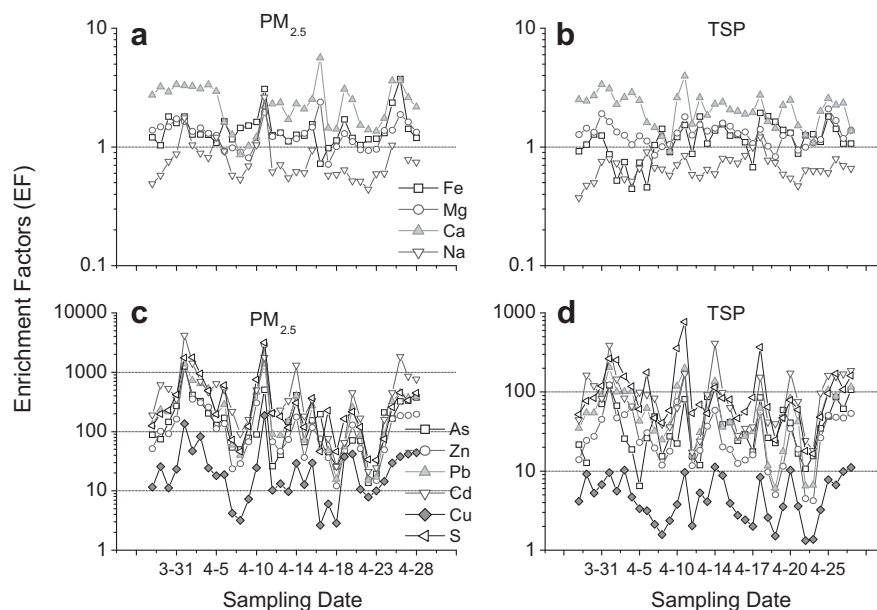 a
PM2.5
b
TSP
10
1
0.1
10
1
0.1
Fe
Mg
Ca
Na
Enrichment Factors (EF)
c
PM2.5
d
TSP
10000
1000
100
10
1
1000
100
10
1
As
Zn
Pb
Cd
Cu
S
3-31 4-5 4-10 4-14 4-18 4-23 4-28
3-31 4-5 4-10 4-14 4-17 4-20 4-25
Sampling Date
Sampling Date